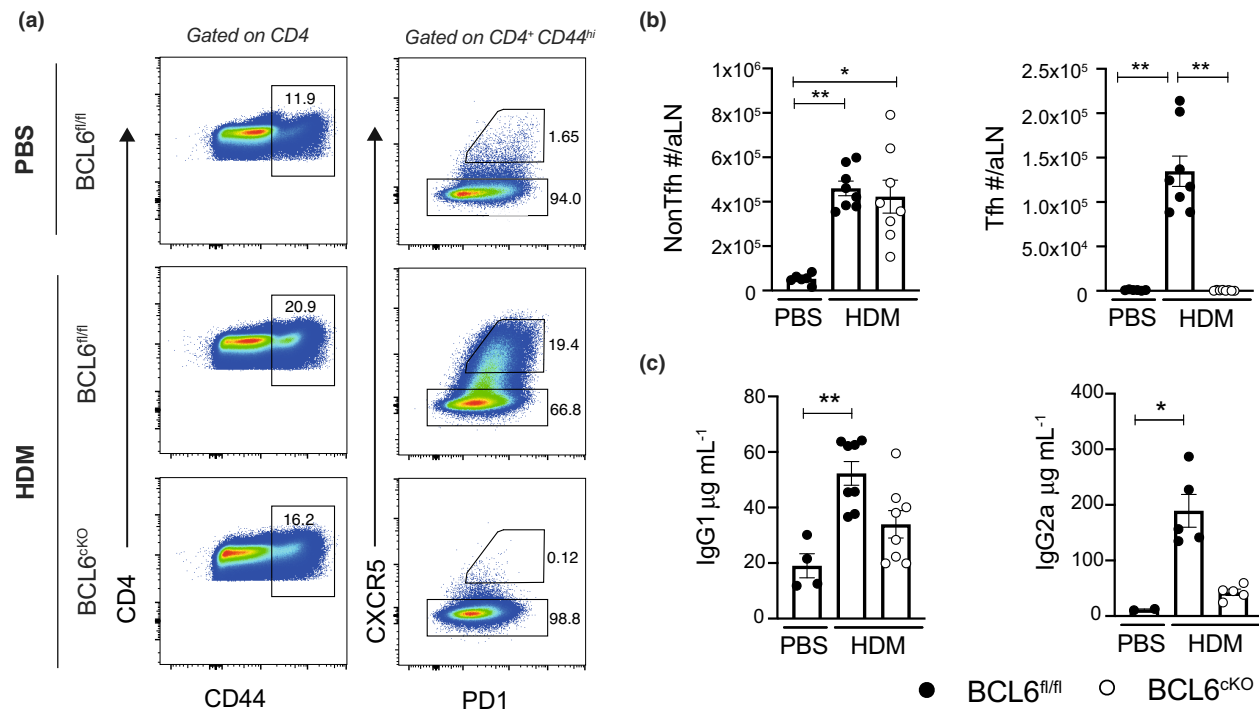 (a)
Gated on CD4
Gated on CD4⁺ CD44ʰⁱ
PBS
BCL6ᶠˡ/ᶠˡ
11.9
1.65
94.0
HDM
BCL6ᶠˡ/ᶠˡ
20.9
19.4
66.8
BCL6ᶜᴷᴼ
16.2
0.12
98.8
CD4
CXCR5
CD44
PD1
(b)
NonTfh #/aLN
1x10⁶
8x10⁵
6x10⁵
4x10⁵
2x10⁵
0
**
*
PBS
HDM
Tfh #/aLN
2.5x10⁵
2.0x10⁵
1.5x10⁵
1.0x10⁵
5.0x10⁴
0
**
**
PBS
HDM
(c)
IgG1 µg mL⁻¹
80
60
40
20
0
**
PBS
HDM
IgG2a µg mL⁻¹
400
300
200
100
0
*
PBS
HDM
BCL6ᶠˡ/ᶠˡ
BCL6ᶜᴷᴼ